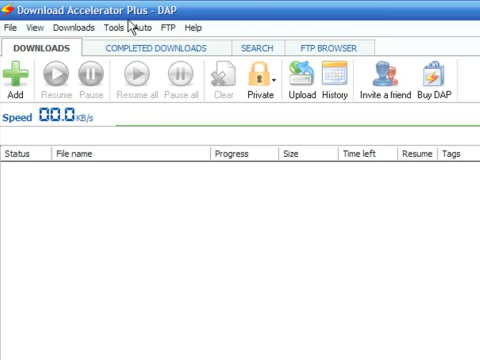 Download Accelerator Plus - DAP
File View Downloads Tools Auto FTP Help
DOWNLOADS COMPLETED DOWNLOADS SEARCH FTP BROWSER
Add Resume Pause Resume all Pause all Clear Private Upload History Invite a friend Buy DAP
Speed 00.0 KB/s
Status File name Progress Size Time left Resume Tags